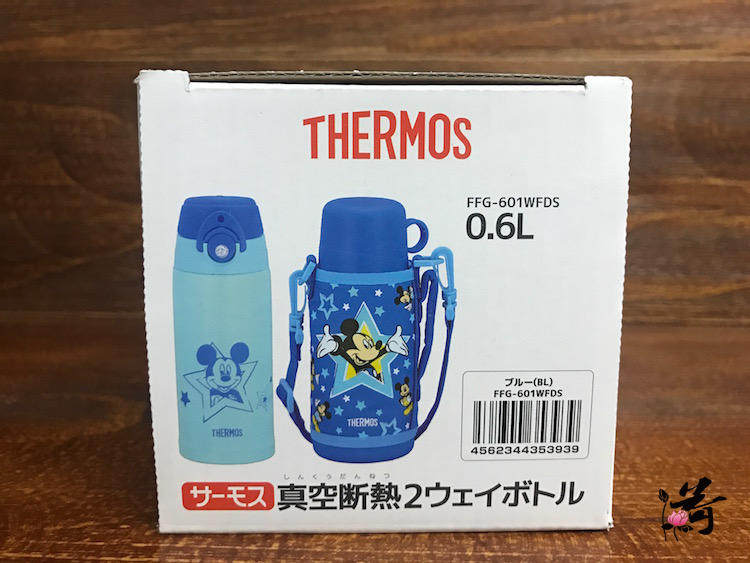 THERMOS
FFG-601WFDS
0.6L
THERMOS
THERMOS
ブルー(BL)
FFG-601WFDS
4562344353939
しんくうだんねつ
サーモス 真空断熱2ウェイボトル